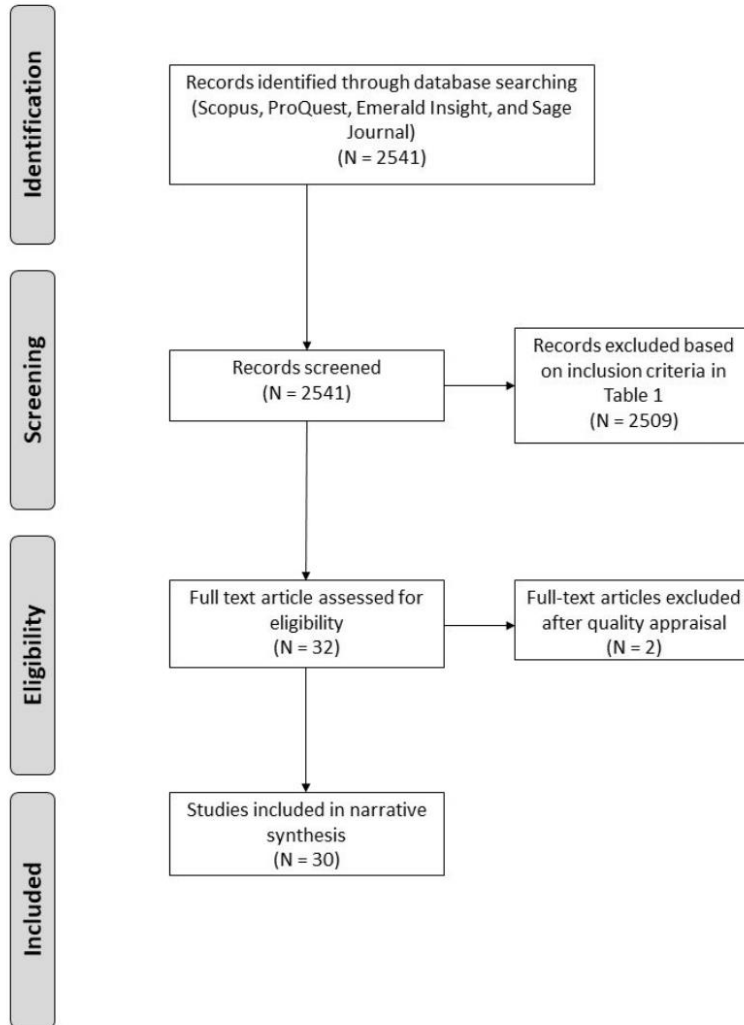 Identification
Records identified through database searching
(Scopus, ProQuest, Emerald Insight, and Sage
Journal)
(N = 2541)
Screening
Records screened
(N = 2541)
Records excluded based
on inclusion criteria in
Table 1
(N = 2509)
Eligibility
Full text article assessed for
eligibility
(N = 32)
Full-text articles excluded
after quality appraisal
(N = 2)
Included
Studies included in narrative
synthesis
(N = 30)